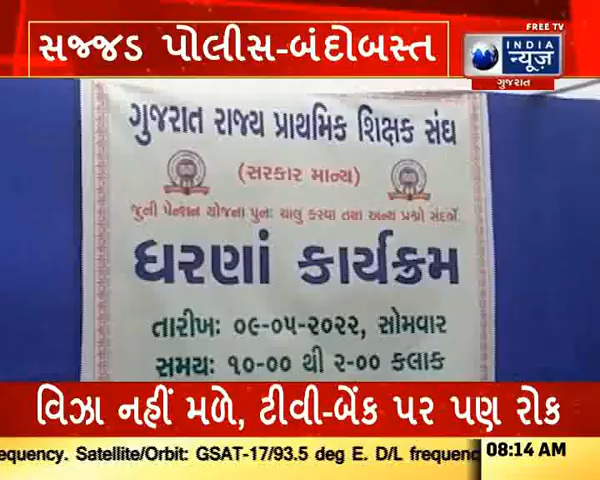 સજ્જડ પોલીસ-બંદોબસ્ત
FREE TV
INDIA
न्यूज़
ગુજરાત
ગુજરાત રાજ્ય પ્રાથમિક શિક્ષક સંઘ
(સરકાર માન્ય)
જુની પેન્શન યોજના પુનઃ ચાલુ કરવા તથા અન્ય પ્રશ્નો સંદર્ભે
ધરણાં કાર્યક્રમ
તારીખઃ ૦૯-૦૫-૨૦૨૨, સોમવાર
સમયઃ ૧૦-૦૦ થી ૨-૦૦ કલાક
વિઝા નહીં મળે, ટીવી-બેંક પર પણ રોક
equency. Satellite/Orbit: GSAT-17/93.5 deg E. D/L frequenc
08:14 AM